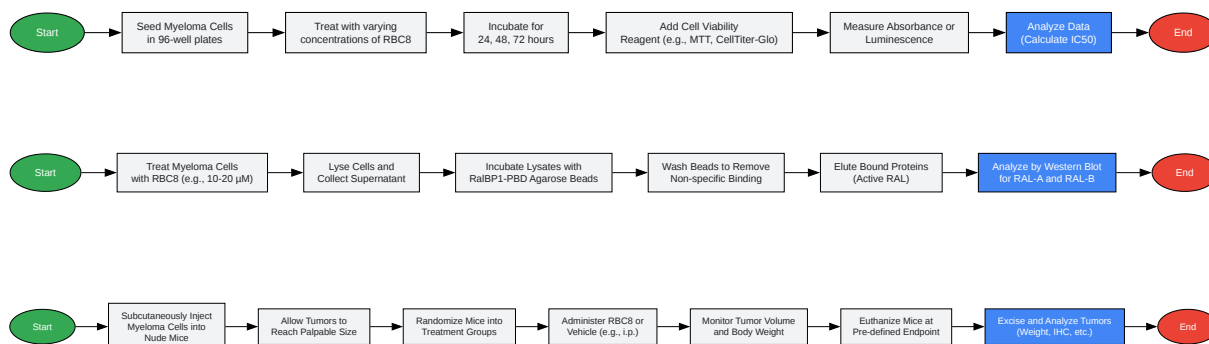 Start
Seed Myeloma Cells
in 96-well plates
Treat with varying
concentrations of RBC8
Incubate for
24, 48, 72 hours
Add Cell Viability
Reagent (e.g., MTT, CellTiter-Glo)
Measure Absorbance or
Luminescence
Analyze Data
(Calculate IC50)
End
Start
Treat Myeloma Cells
with RBC8 (e.g., 10-20 µM)
Lyse Cells and
Collect Supernatant
Incubate Lysates with
RalBP1-PBD Agarose Beads
Wash Beads to Remove
Non-specific Binding
Elute Bound Proteins
(Active RAL)
Analyze by Western Blot
for RAL-A and RAL-B
End
Start
Subcutaneously Inject
Myeloma Cells into
Nude Mice
Allow Tumors to
Reach Palpable Size
Randomize Mice into
Treatment Groups
Administer RBC8 or
Vehicle (e.g., i.p.)
Monitor Tumor Volume
and Body Weight
Euthanize Mice at
Pre-defined Endpoint
Excise and Analyze Tumors
(Weight, IHC, etc.)
End